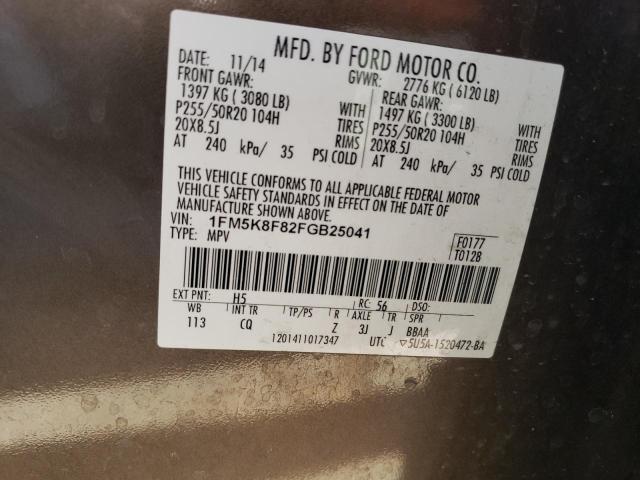 MFD. BY FORD MOTOR CO.
DATE: 11/14 GVWR: 2776 KG ( 6120 LB)
FRONT GAWR: REAR GAWR:
1397 KG ( 3080 LB) WITH 1497 KG ( 3300 LB) WITH
P255/50R20 104H TIRES P255/50R20 104H TIRES
20X8.5J RIMS 20X8.5J RIMS
AT 240 kPa/ 35 PSI COLD AT 240 kPa/ 35 PSI COLD
THIS VEHICLE CONFORMS TO ALL APPLICABLE FEDERAL MOTOR
VEHICLE SAFETY STANDARDS IN EFFECT ON THE DATE OF
MANUFACTURE SHOWN ABOVE.
VIN: 1FM5K8F82FGB25041 F0177
TYPE: MPV T0128
EXT PNT: H5 RC: 56 DSO:
WB INT TR TP/PS R AXLE TR SPR
113 CQ Z 3J J BBAA
1201411017347 UTC ▽5U5A-1520472-BA